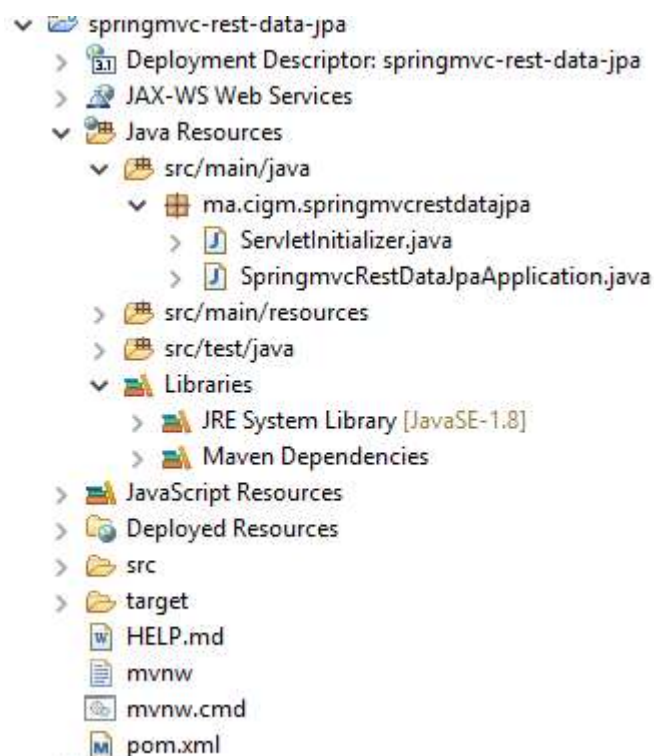 springmvc-rest-data-jpa
Deployment Descriptor: springmvc-rest-data-jpa
JAX-WS Web Services
Java Resources
src/main/java
ma.cigm.springmvcrestdatajpa
ServletInitializer.java
SpringmvcRestDataJpaApplication.java
src/main/resources
src/test/java
Libraries
JRE System Library [JavaSE-1.8]
Maven Dependencies
JavaScript Resources
Deployed Resources
src
target
HELP.md
mvnw
mvnw.cmd
pom.xml